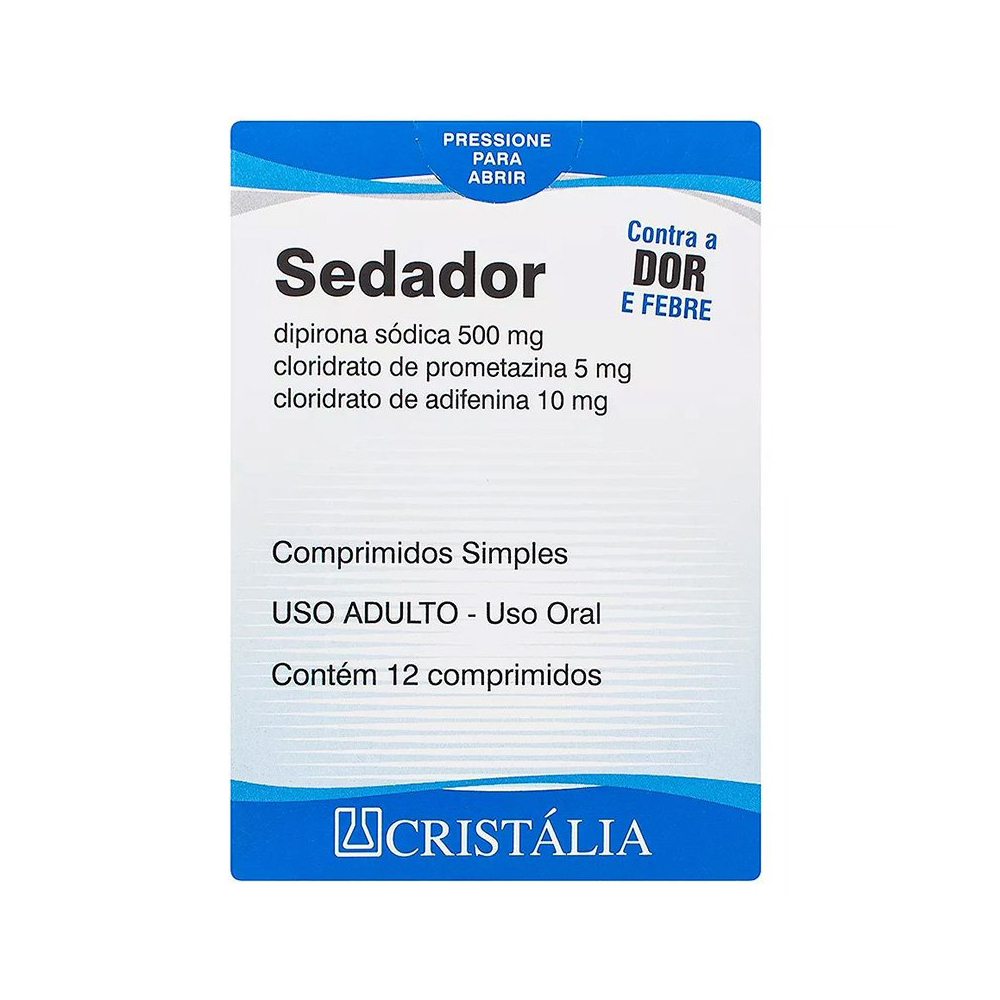 PRESSIONE
PARA
ABRIR
Contra a
DOR
E FEBRE
Sedador
dipirona sódica 500 mg
cloridrato de prometazina 5 mg
cloridrato de adifenina 10 mg
Comprimidos Simples
USO ADULTO - Uso Oral
Contém 12 comprimidos
CRISTÁLIA